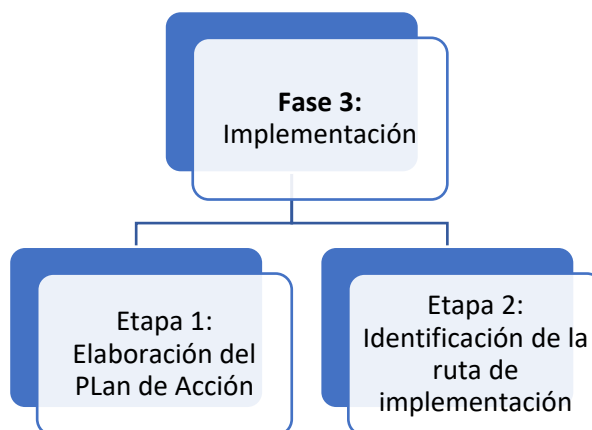 Fase 3:
Implementación
Etapa 1:
Elaboración del
PLan de Acción
Etapa 2:
Identificación de la
ruta de
implementación